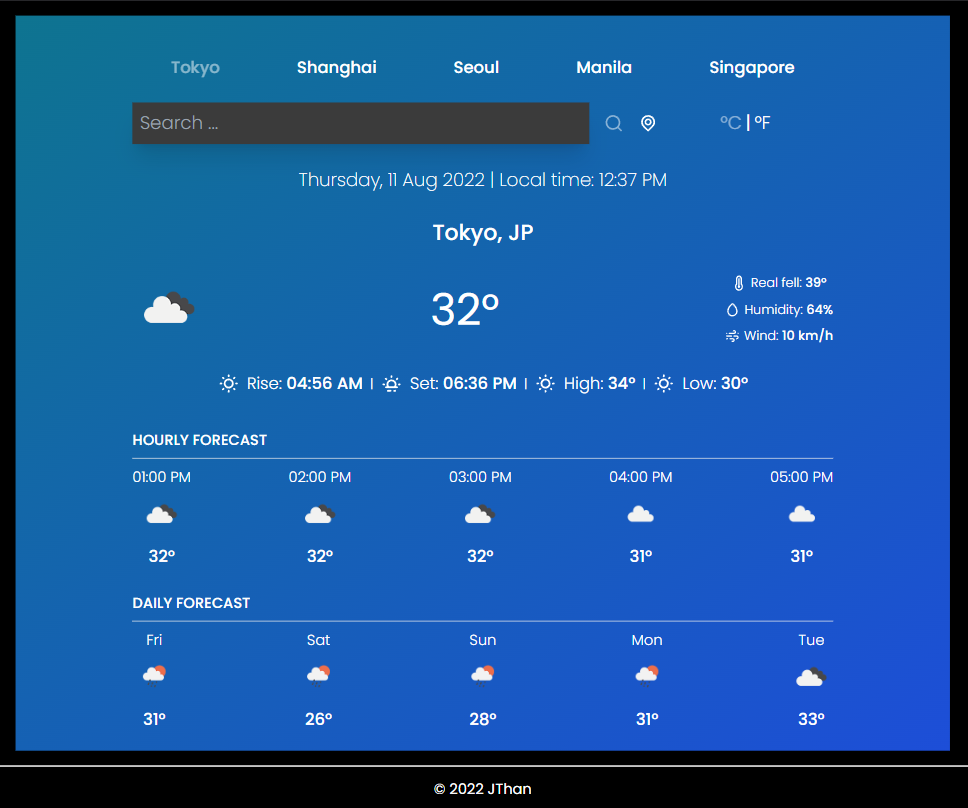 Tokyo Shanghai Seoul Manila Singapore
Search ... °C | °F
Thursday, 11 Aug 2022 | Local time: 12:37 PM
Tokyo, JP
32°
Real fell: 39°
Humidity: 64%
Wind: 10 km/h
Rise: 04:56 AM | Set: 06:36 PM | High: 34° | Low: 30°
HOURLY FORECAST
01:00 PM 02:00 PM 03:00 PM 04:00 PM 05:00 PM
32° 32° 32° 31° 31°
DAILY FORECAST
Fri Sat Sun Mon Tue
31° 26° 28° 31° 33°
© 2022 JThan